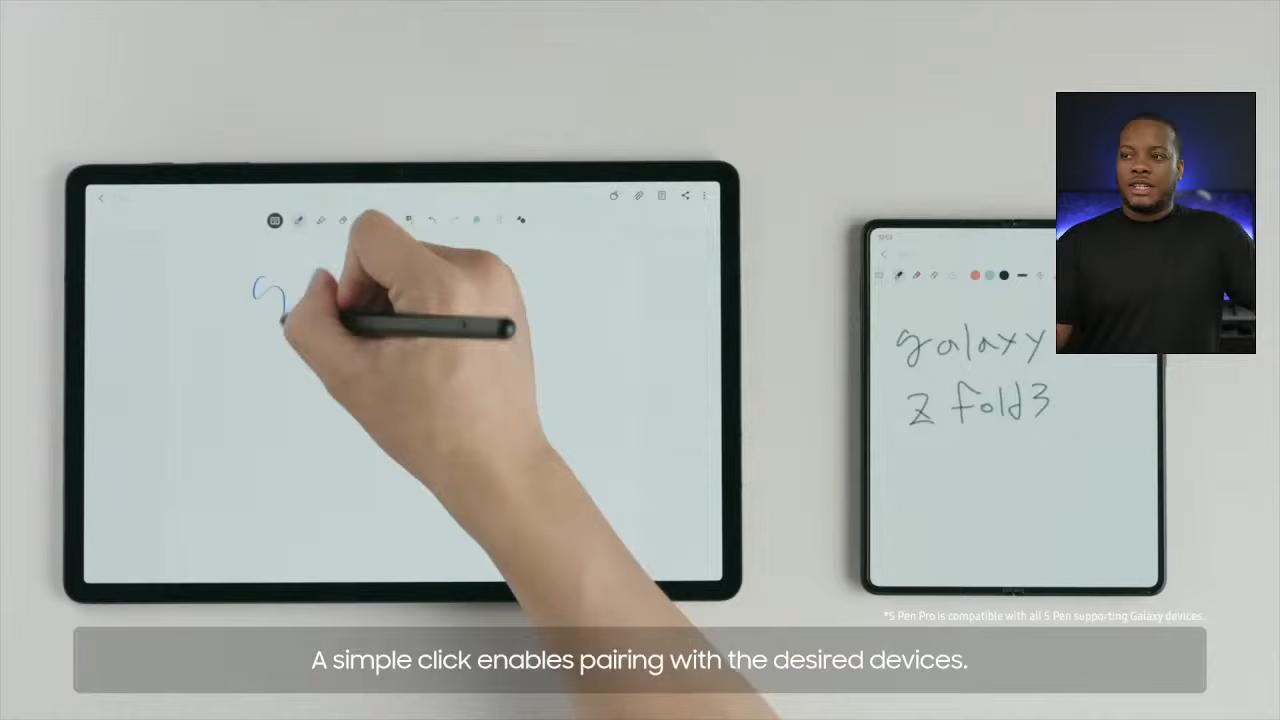 galaxy
z fold3
*S Pen Pro is compatible with all S Pen supporting Galaxy devices.
A simple click enables pairing with the desired devices.